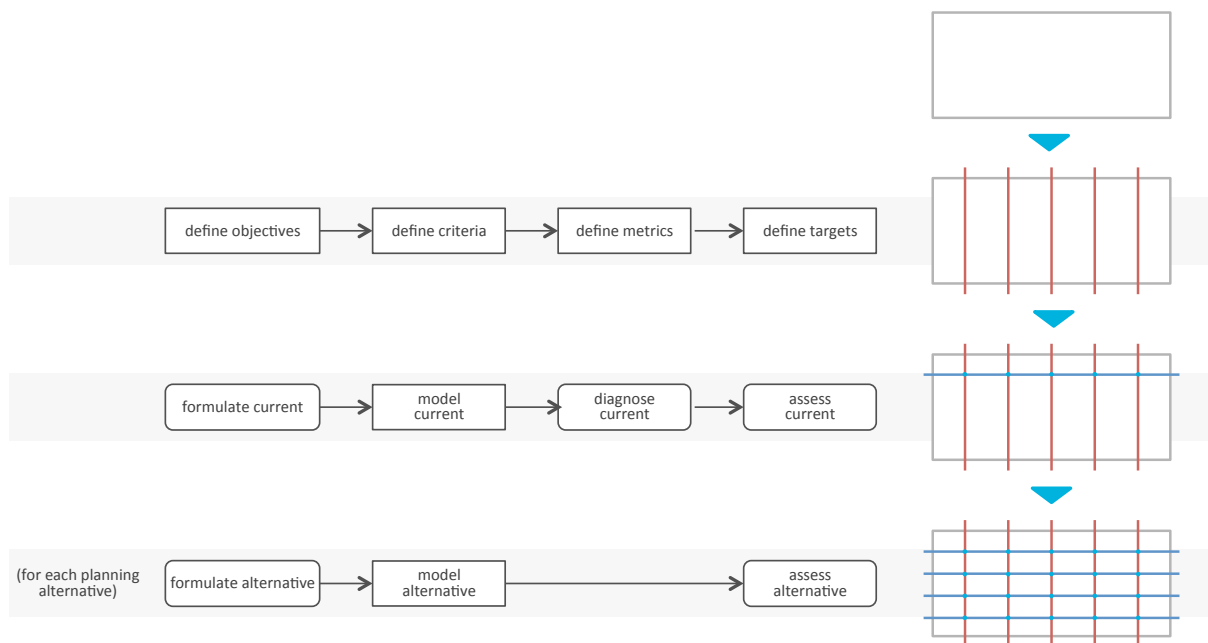 define objectives
define criteria
define metrics
define targets
formulate current
model
current
diagnose
current
assess
current
(for each planning
alternative)
formulate alternative
model
alternative
assess
alternative